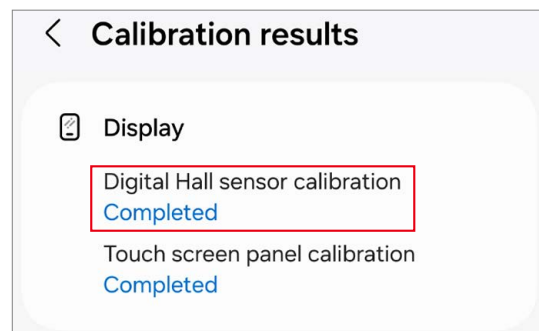 Calibration results
Display
Digital Hall sensor calibration
Completed
Touch screen panel calibration
Completed